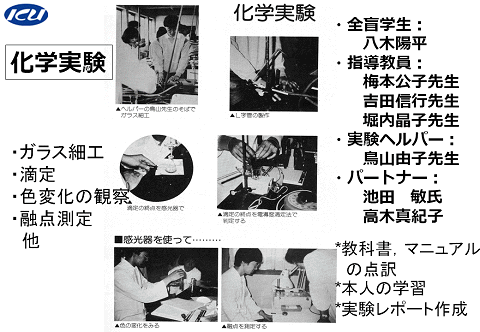 ICU
化学実験
化学実験
・ガラス細工
・滴定
・色変化の観察
・融点測定
他
▲ヘルパーの鳥山先生のそばで
ガラス細工
▲L字管の製作
滴定の終点を感光器で
▲滴定の終点を電導度滴定法で
判定する
■感光器を使って………
▲色の変化をみる
▲融点を測定する
・全盲学生：
八木陽平
・指導教員：
梅本公子先生
吉田信行先生
堀内晶子先生
・実験ヘルパー：
鳥山由子先生
・パートナー：
池田　敏氏
高木真紀子
*教科書，マニュアル
の点訳
*本人の学習
*実験レポート作成